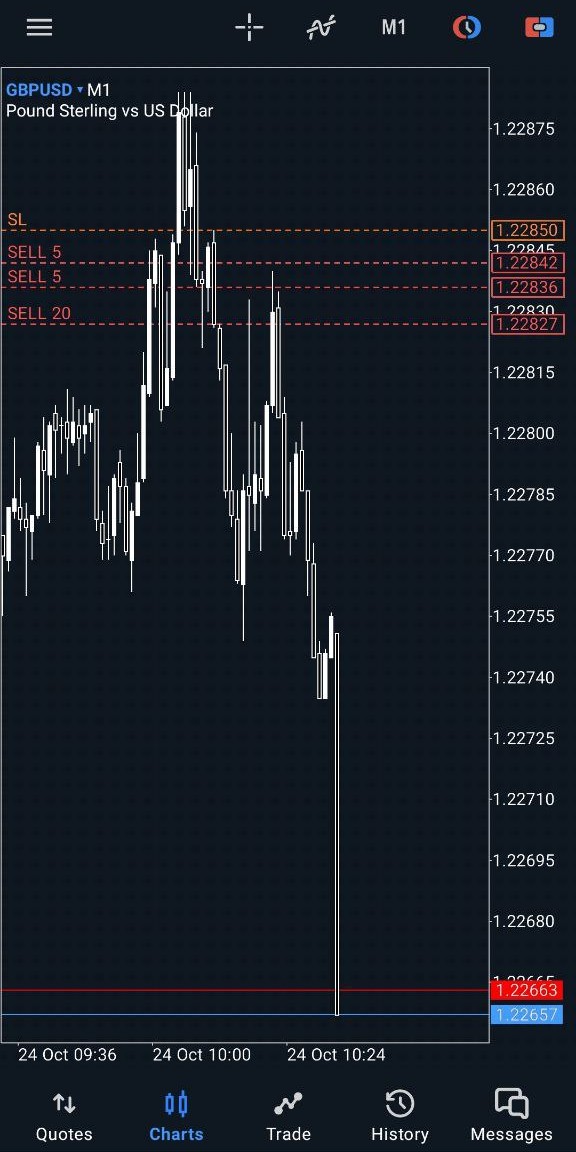 M1
GBPUSD ▾ M1
Pound Sterling vs US Dollar
1.22875
1.22860
SL
1.22850
1.22845
SELL 5
1.22842
SELL 5
1.22836
1.22830
SELL 20
1.22827
1.22815
1.22800
1.22785
1.22770
1.22755
1.22740
1.22725
1.22710
1.22695
1.22680
1.22665
1.22663
1.22657
24 Oct 09:36 24 Oct 10:00 24 Oct 10:24
Quotes Charts Trade History Messages